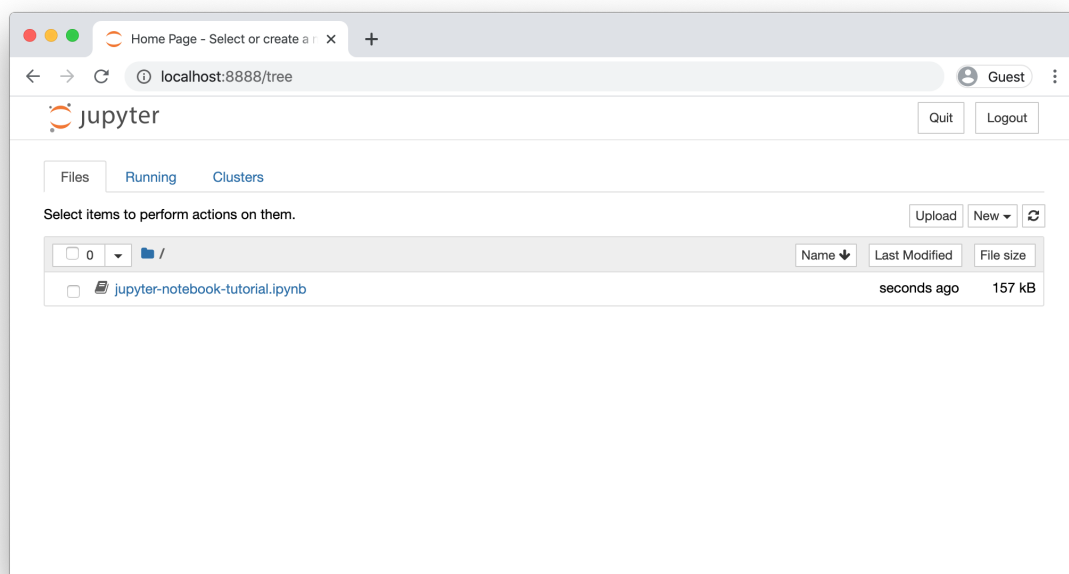 Home Page - Select or create a n
localhost:8888/tree
Guest
jupyter
Quit
Logout
Files
Running
Clusters
Select items to perform actions on them.
Upload
New
0
/
Name
Last Modified
File size
jupyter-notebook-tutorial.ipynb
seconds ago
157 kB